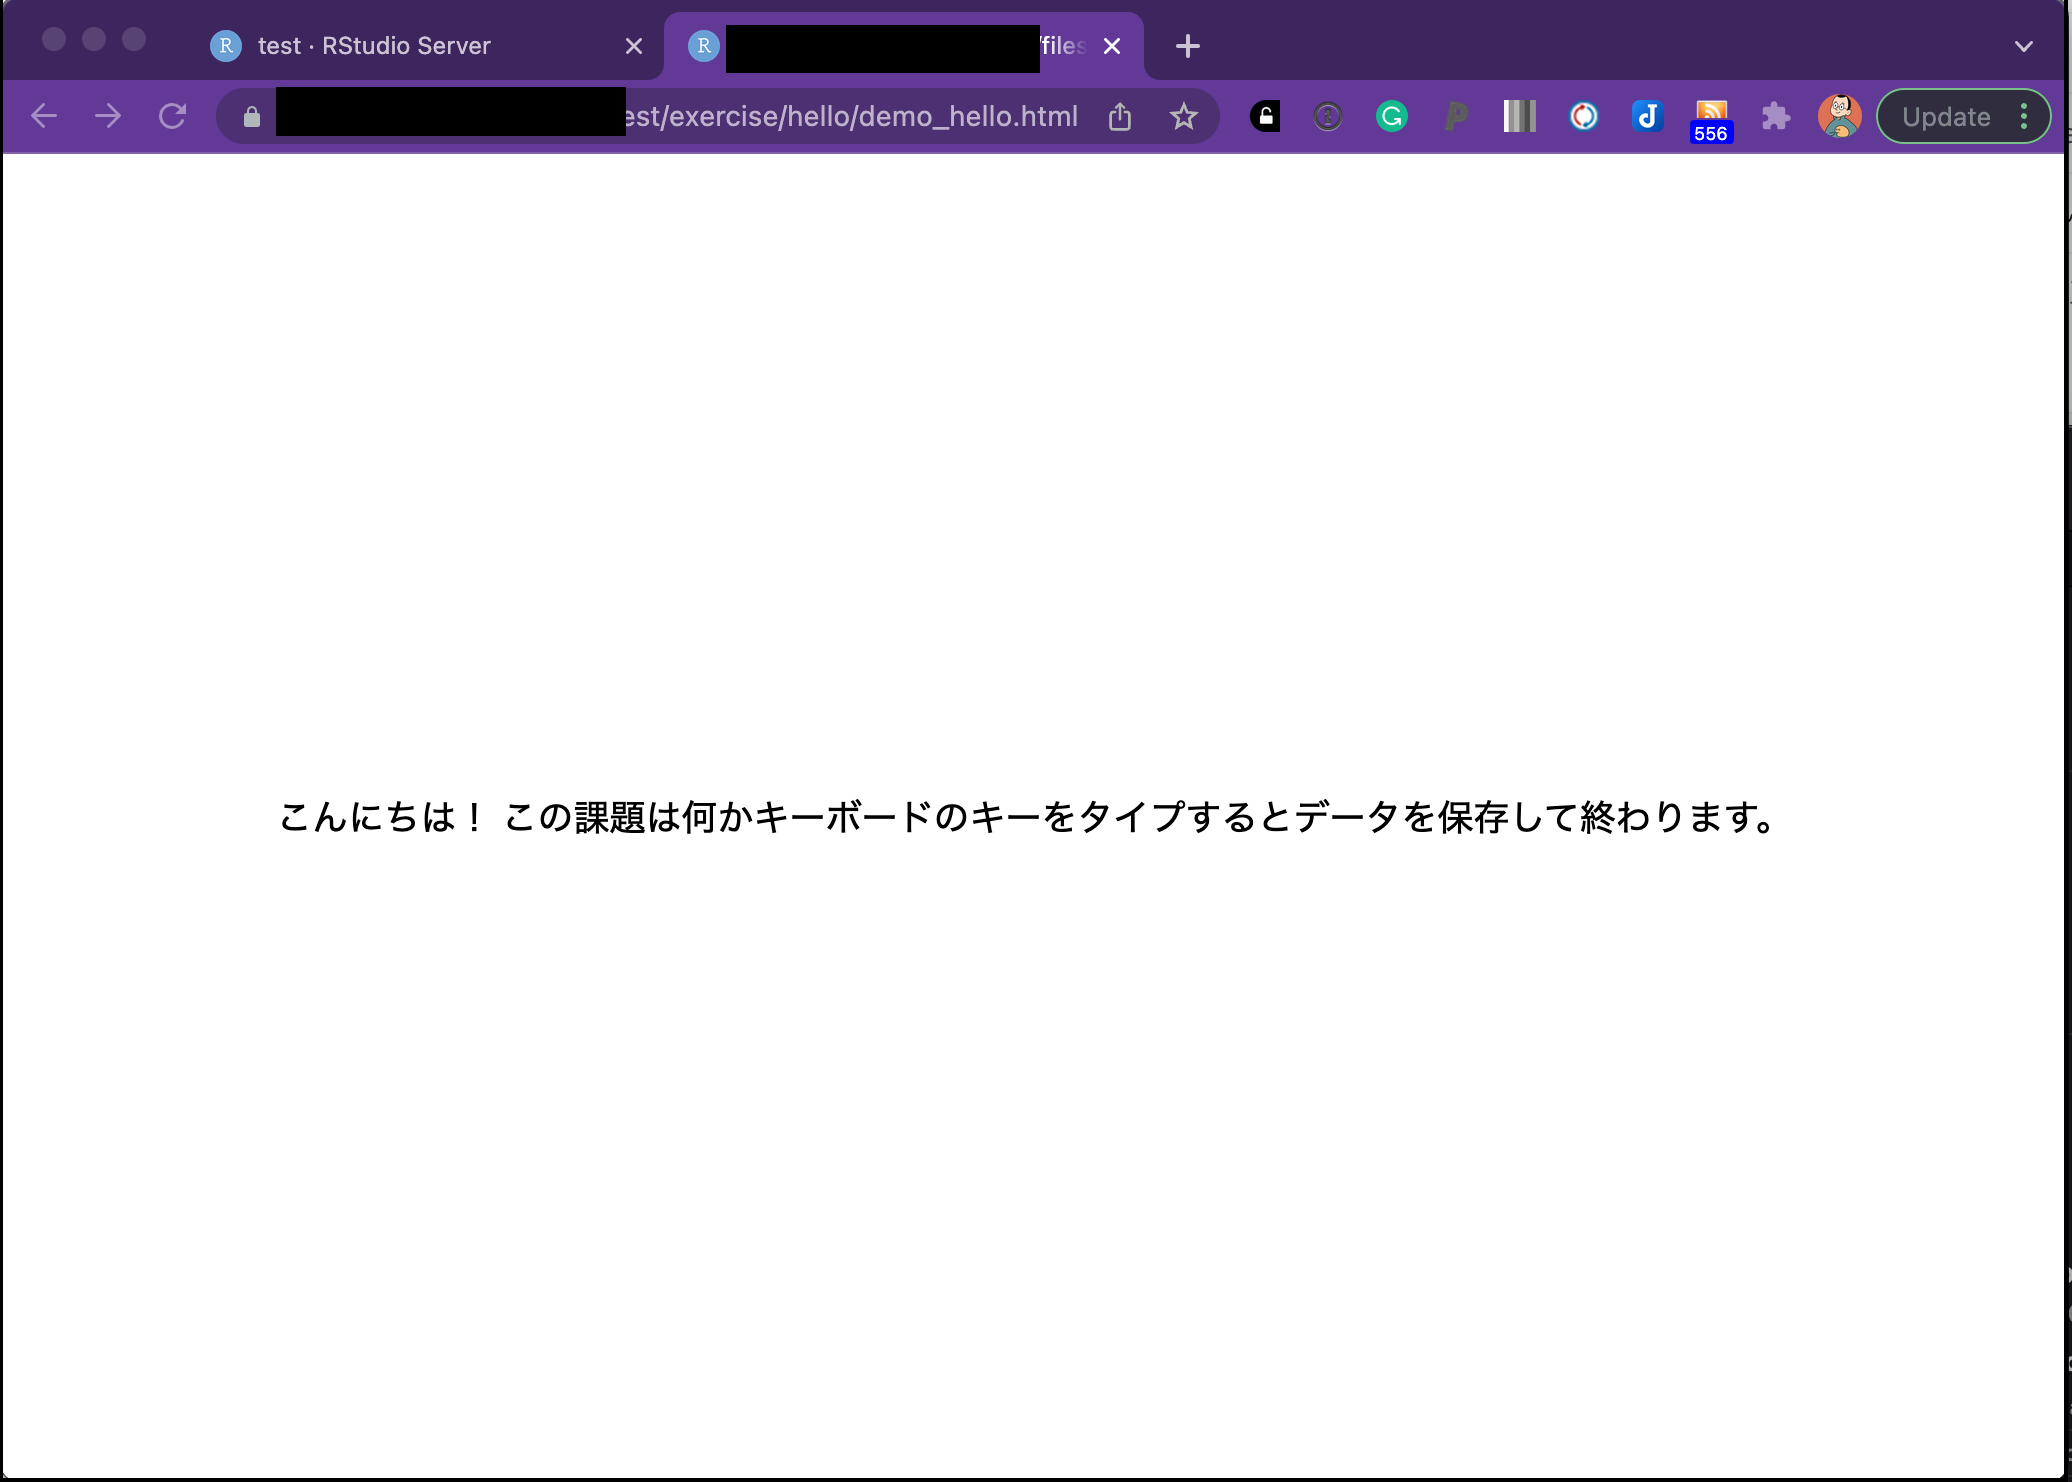 test · RStudio Server
/files
est/exercise/hello/demo_hello.html
Update
556
こんにちは！ この課題は何かキーボードのキーをタイプするとデータを保存して終わります。